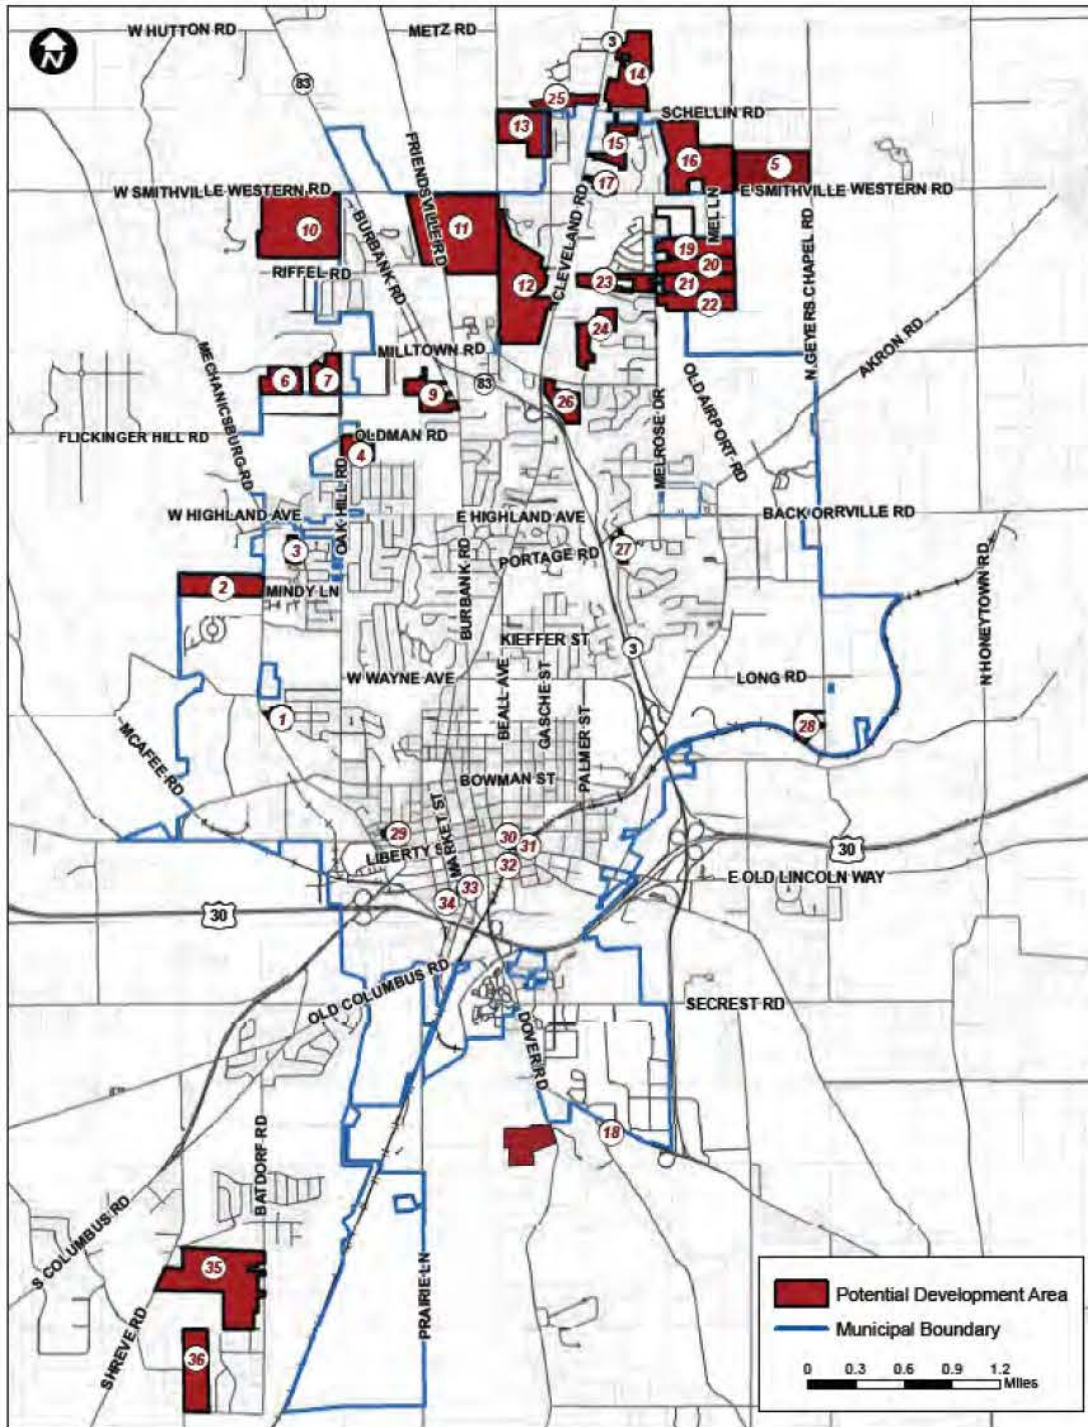 W HUTTON RD
METZ RD
3
N
83
14
25
SCHELLIN RD
13
FRIENDSVILLE RD
15
16
5
17
W SMITHVILLE WESTERN RD
E SMITHVILLE WESTERN RD
MEL LN
10
11
BURBANK RD
CLEVELAND RD
N GEYERS CHAPEL RD
19
20
RIFFEL RD
12
23
21
22
24
AKRON RD
MECHANICSBURG RD
MILLTOWN RD
6
7
9
83
26
OLD AIRPORT RD
MELROSE DR
FLICKINGER HILL RD
OLDMAN RD
4
OAK HILL RD
W HIGHLAND AVE
E HIGHLAND AVE
BACK ORRVILLE RD
3
PORTAGE RD
27
BURBANK RD
2
MINDY LN
N HONEYTOWN RD
KIEFFER ST
3
W WAYNE AVE
LONG RD
BEALL AVE
GASCHE ST
PALMER ST
1
28
MCAFEE RD
BOWMAN ST
MARKET ST
29
30
31
30
LIBERTY S
32
E OLD LINCOLN WAY
33
34
30
OLD COLUMBUS RD
SECREST RD
DOVER RD
18
BATDORF RD
S COLUMBUS RD
35
PRAIRIE LN
SHREVE RD
36
Potential Development Area
Municipal Boundary
0 0.3 0.6 0.9 1.2
Miles